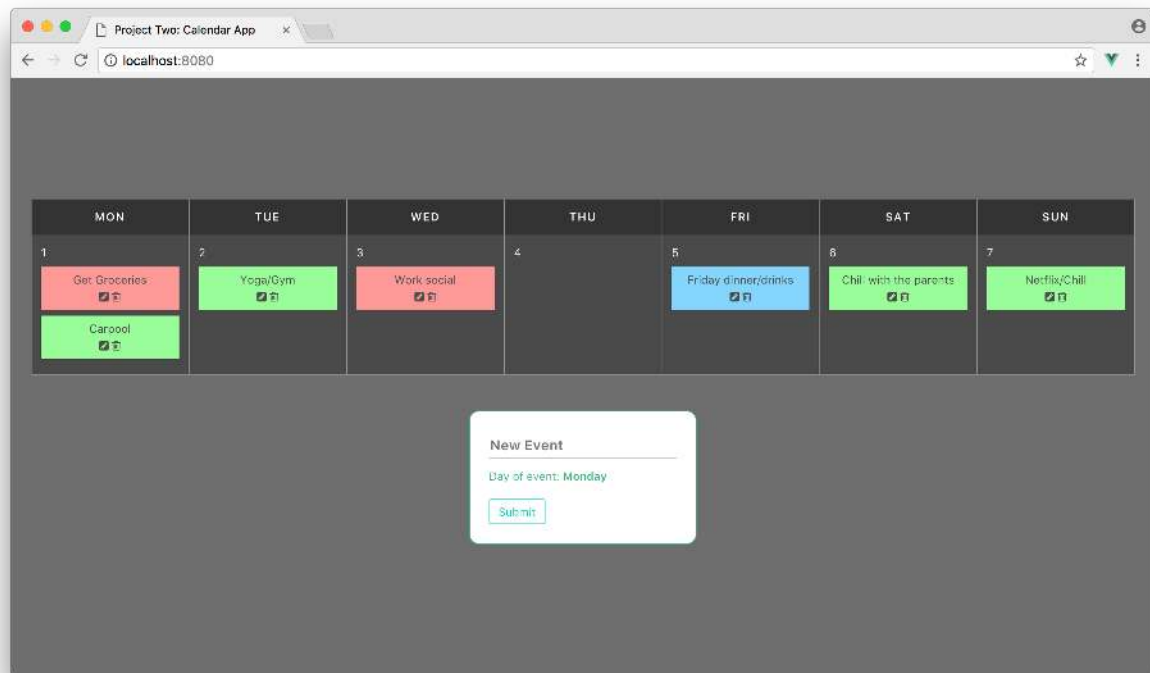 Project Two: Calendar App
localhost:8080
MON TUE WED THU FRI SAT SUN
1 2 3 4 5 6 7
Get Groceries Yoga/Gym Work social Friday dinner/drinks Chill with the parents Netflix/Chill
Carpool
New Event
Day of event: Monday
Submit